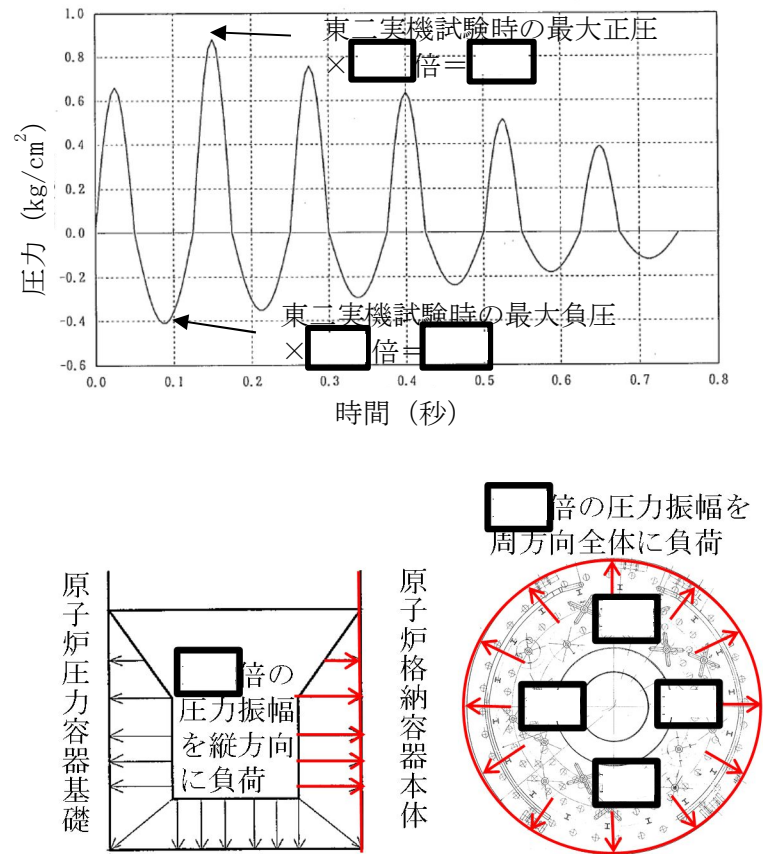 東二実機試験時の最大正圧
× 倍＝
1.0
0.8
0.6
0.4
0.2
0.0
-0.2
-0.4
-0.6
圧力 (kg/cm²)
東二実機試験時の最大負圧
× 倍＝
0.0 0.1 0.2 0.3 0.4 0.5 0.6 0.7 0.8
時間（秒）
倍の圧力振幅を
周方向全体に負荷
原子炉圧力容器基礎
倍の
圧力振幅
を縦方向
に負荷
原子炉格納容器本体